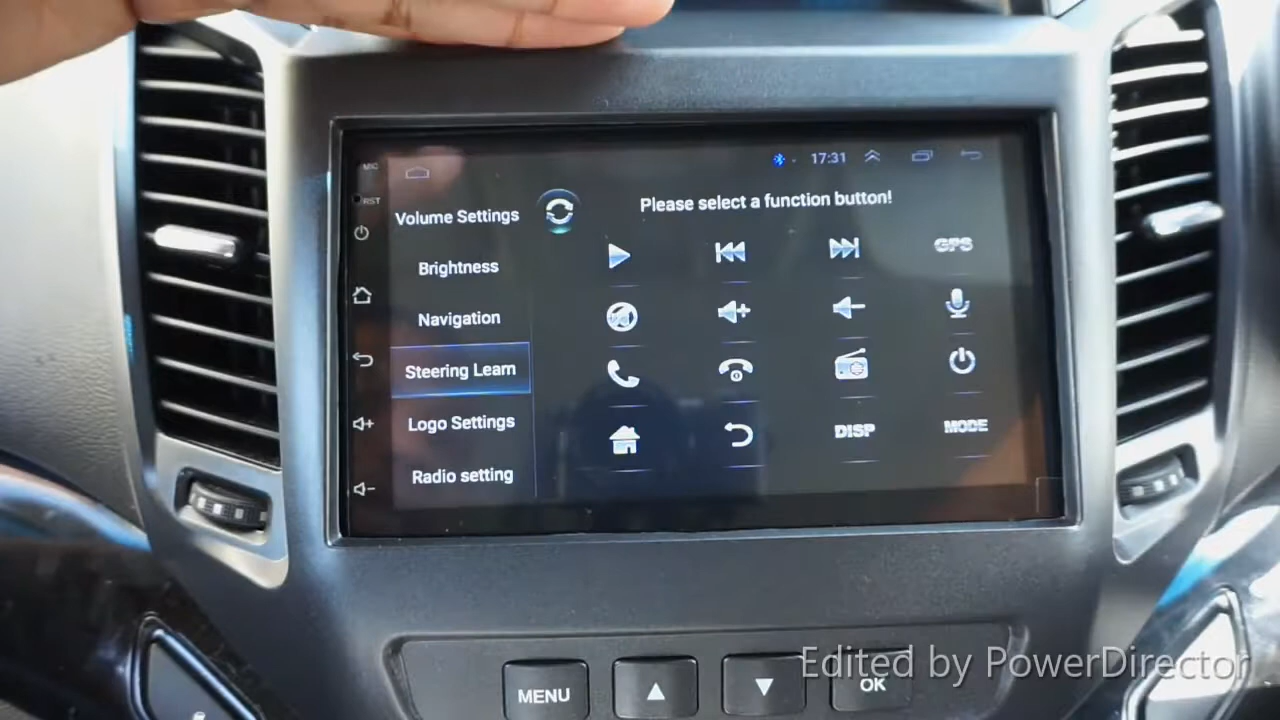 MIC
17:31
RST
Volume Settings
Please select a function button!
Brightness
GPS
Navigation
Steering Learn
Logo Settings
DISP
MODE
Radio setting
MENU
OK
Edited by PowerDirector